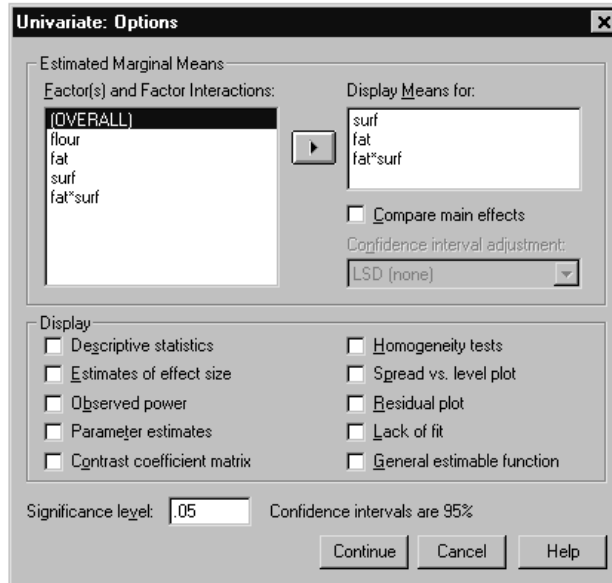 Univariate: Options
Estimated Marginal Means
Factor(s) and Factor Interactions:
(OVERALL)
flour
fat
surf
fat*surf
Display Means for:
surf
fat
fat*surf
Compare main effects
Confidence interval adjustment:
LSD (none)
Display
Descriptive statistics
Estimates of effect size
Observed power
Parameter estimates
Contrast coefficient matrix
Homogeneity tests
Spread vs. level plot
Residual plot
Lack of fit
General estimable function
Significance level: .05 Confidence intervals are 95%
Continue Cancel Help